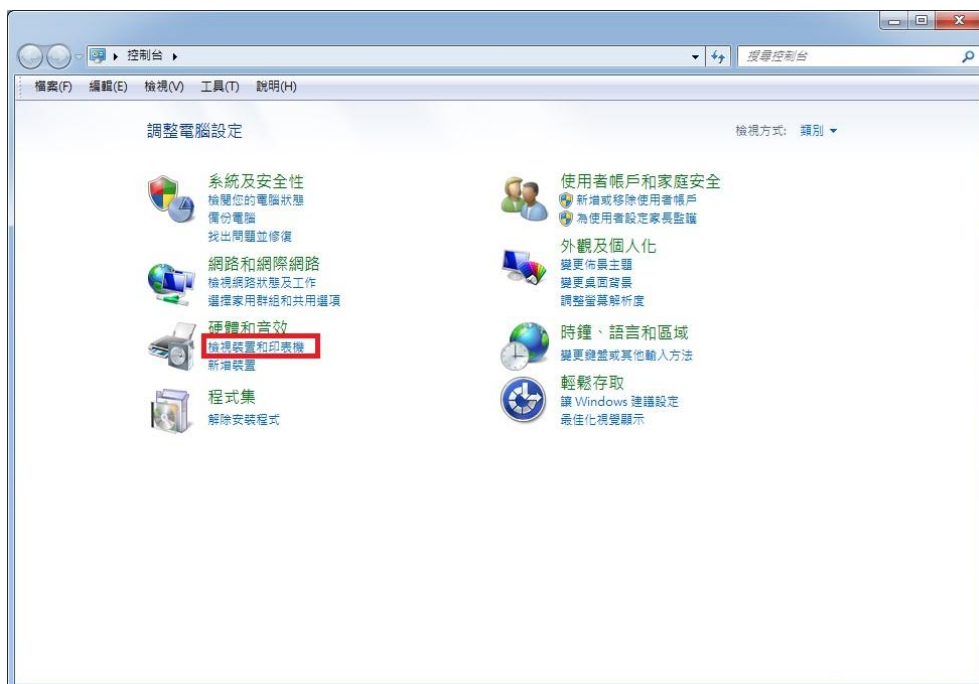 控制台
搜尋控制台
檔案(F) 編輯(E) 檢視(V) 工具(T) 說明(H)
調整電腦設定
檢視方式: 類別
系統及安全性
檢閱您的電腦狀態
備份電腦
找出問題並修復
網路和網際網路
檢視網路狀態及工作
選擇家用群組和共用選項
硬體和音效
檢視裝置和印表機
新增裝置
程式集
解除安裝程式
使用者帳戶和家庭安全
新增或移除使用者帳戶
為使用者設定家長監護
外觀及個人化
變更佈景主題
變更桌面背景
調整螢幕解析度
時鐘、語言和區域
變更鍵盤或其他輸入方法
輕鬆存取
讓 Windows 建議設定
最佳化視覺顯示